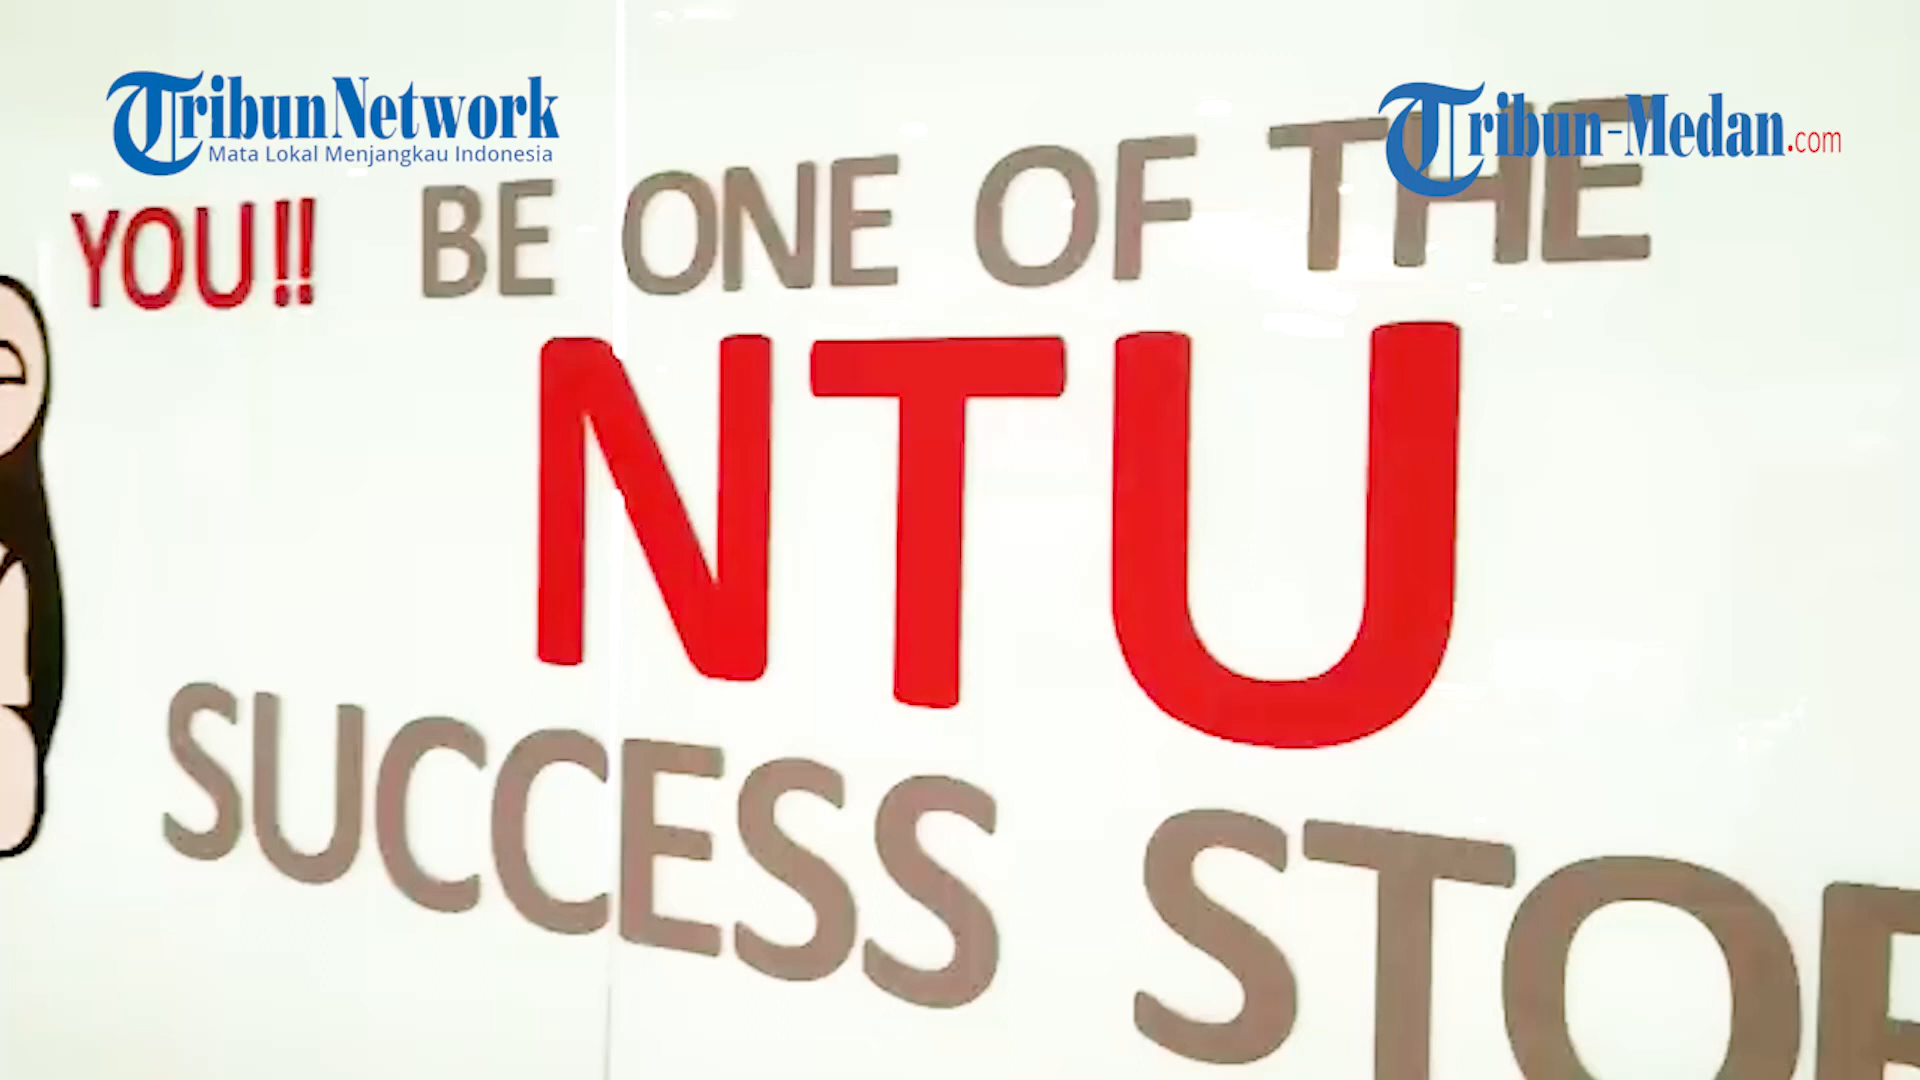 TribunNetwork
Mata Lokal Menjangkau Indonesia
Tribun-Medan.com
YOU!! BE ONE OF THE
NTU
SUCCESS